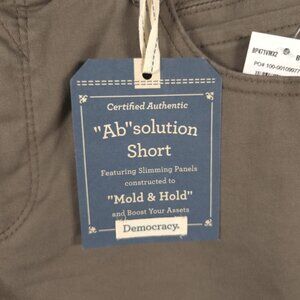 Certified Authentic
"Ab"solution
Short
Featuring Slimming Panels
constructed to
"Mold & Hold"
and Boost Your Assets
Democracy.